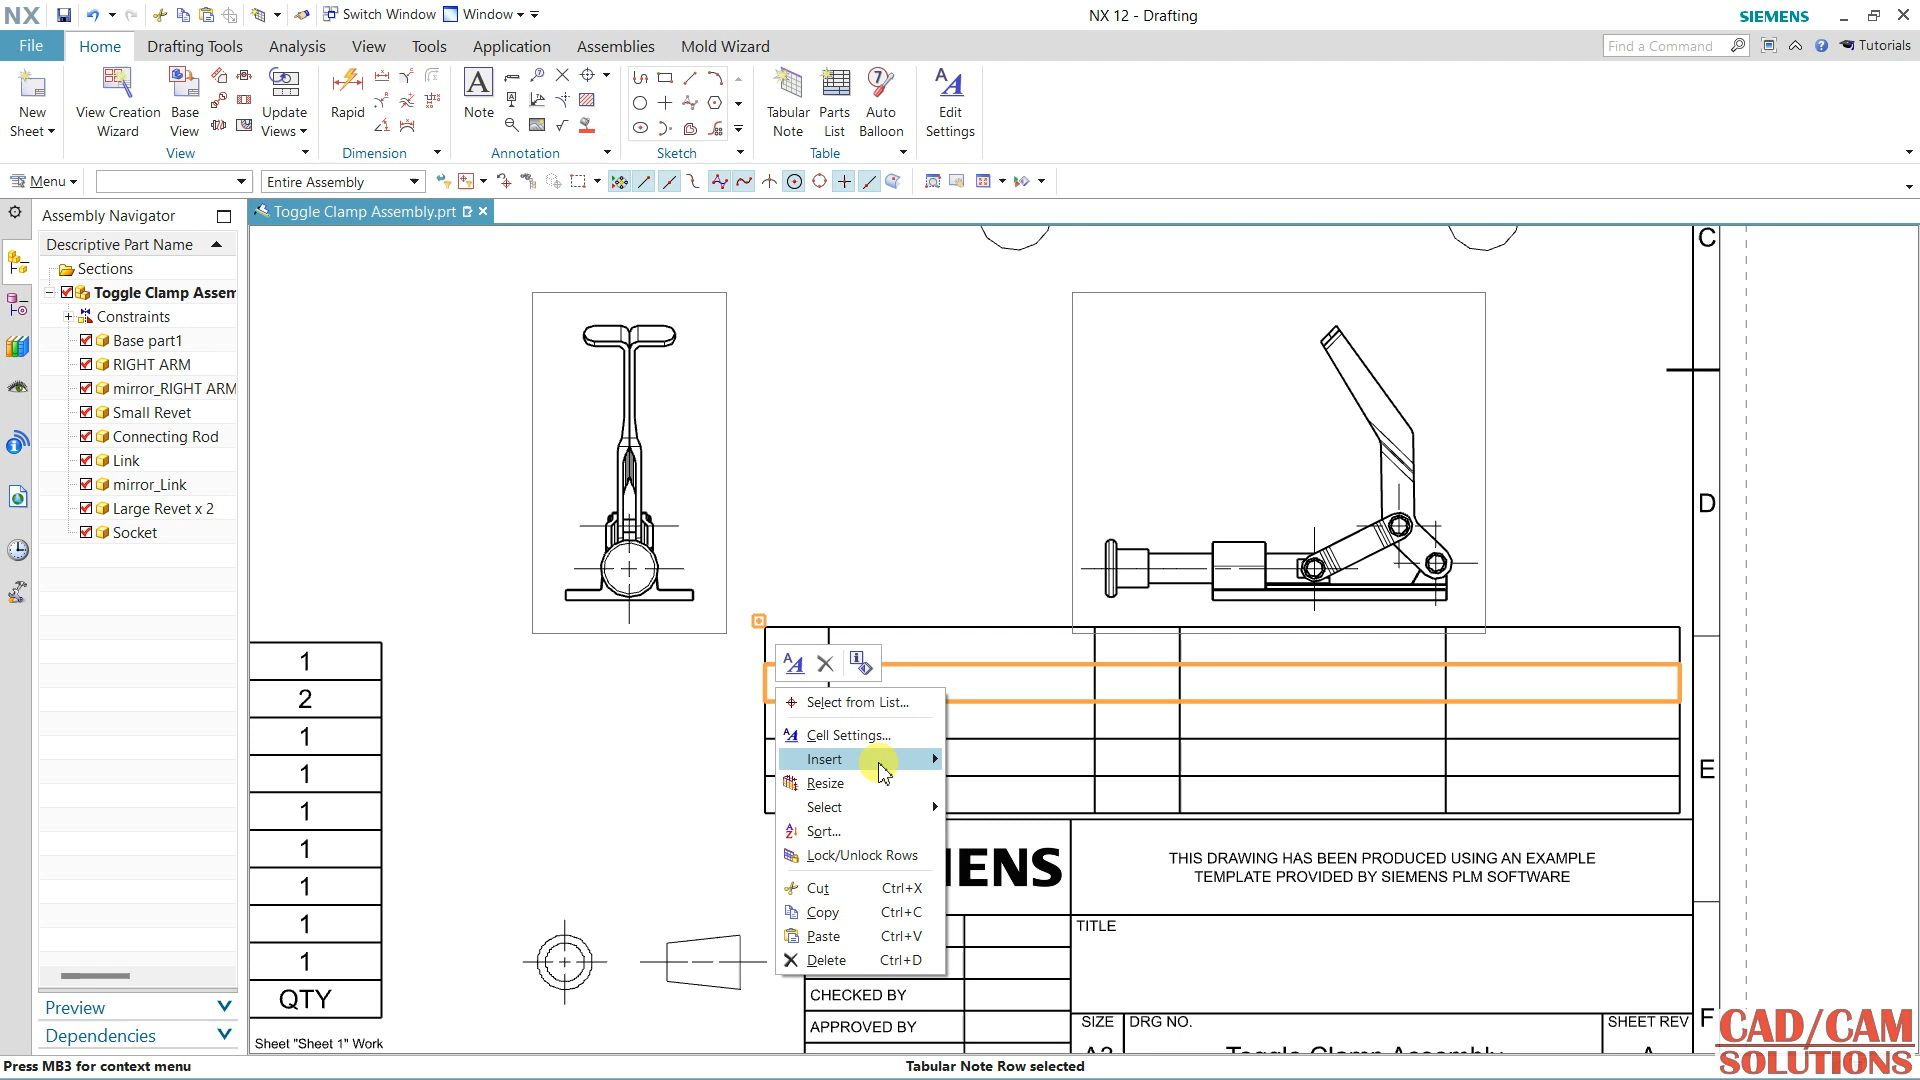 NX
Switch Window
Window
NX 12 - Drafting
SIEMENS
File
Home
Drafting Tools
Analysis
View
Tools
Application
Assemblies
Mold Wizard
Find a Command
Tutorials
New
Sheet
View Creation
Wizard
Base
View
Update
Views
Rapid
Note
Tabular
Note
Parts
List
Auto
Balloon
Edit
Settings
View
Dimension
Annotation
Sketch
Table
Menu
Entire Assembly
Assembly Navigator
Toggle Clamp Assembly.prt
Descriptive Part Name
Sections
Toggle Clamp Assem
Constraints
Base part1
RIGHT ARM
mirror_RIGHT ARM
Small Revet
Connecting Rod
Link
mirror_Link
Large Revet x 2
Socket
Preview
Dependencies
1
2
1
1
1
1
1
1
1
QTY
Sheet "Sheet 1" Work
Select from List...
Cell Settings...
Insert
Resize
Select
Sort...
Lock/Unlock Rows
Cut Ctrl+X
Copy Ctrl+C
Paste Ctrl+V
Delete Ctrl+D
C
D
E
F
IENS
THIS DRAWING HAS BEEN PRODUCED USING AN EXAMPLE
TEMPLATE PROVIDED BY SIEMENS PLM SOFTWARE
TITLE
CHECKED BY
APPROVED BY
SIZE
DRG NO.
SHEET REV
Toggle Clamp Assembly
CAD/CAM
SOLUTIONS
Press MB3 for context menu
Tabular Note Row selected